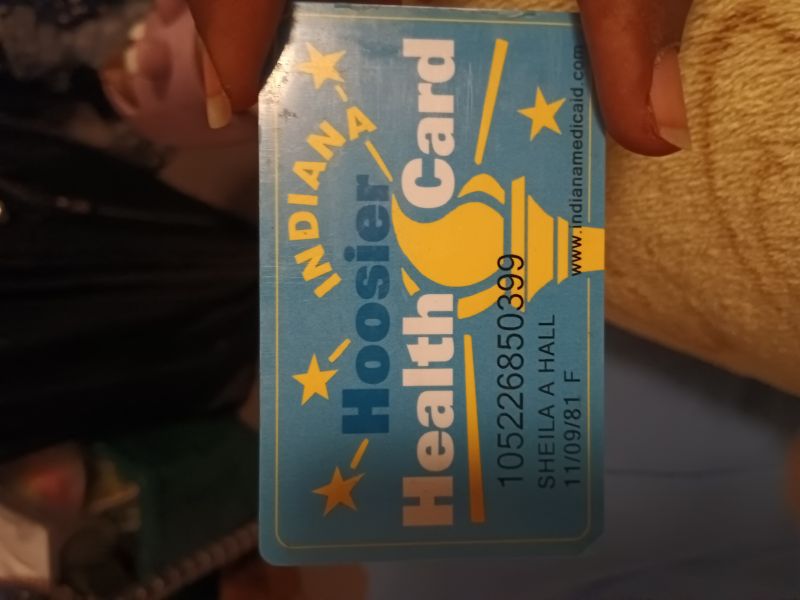 INDIANA
Hoosier
Health Card
105226850399
SHEILA A HALL
11/09/81 F
www.indianamedicaid.com